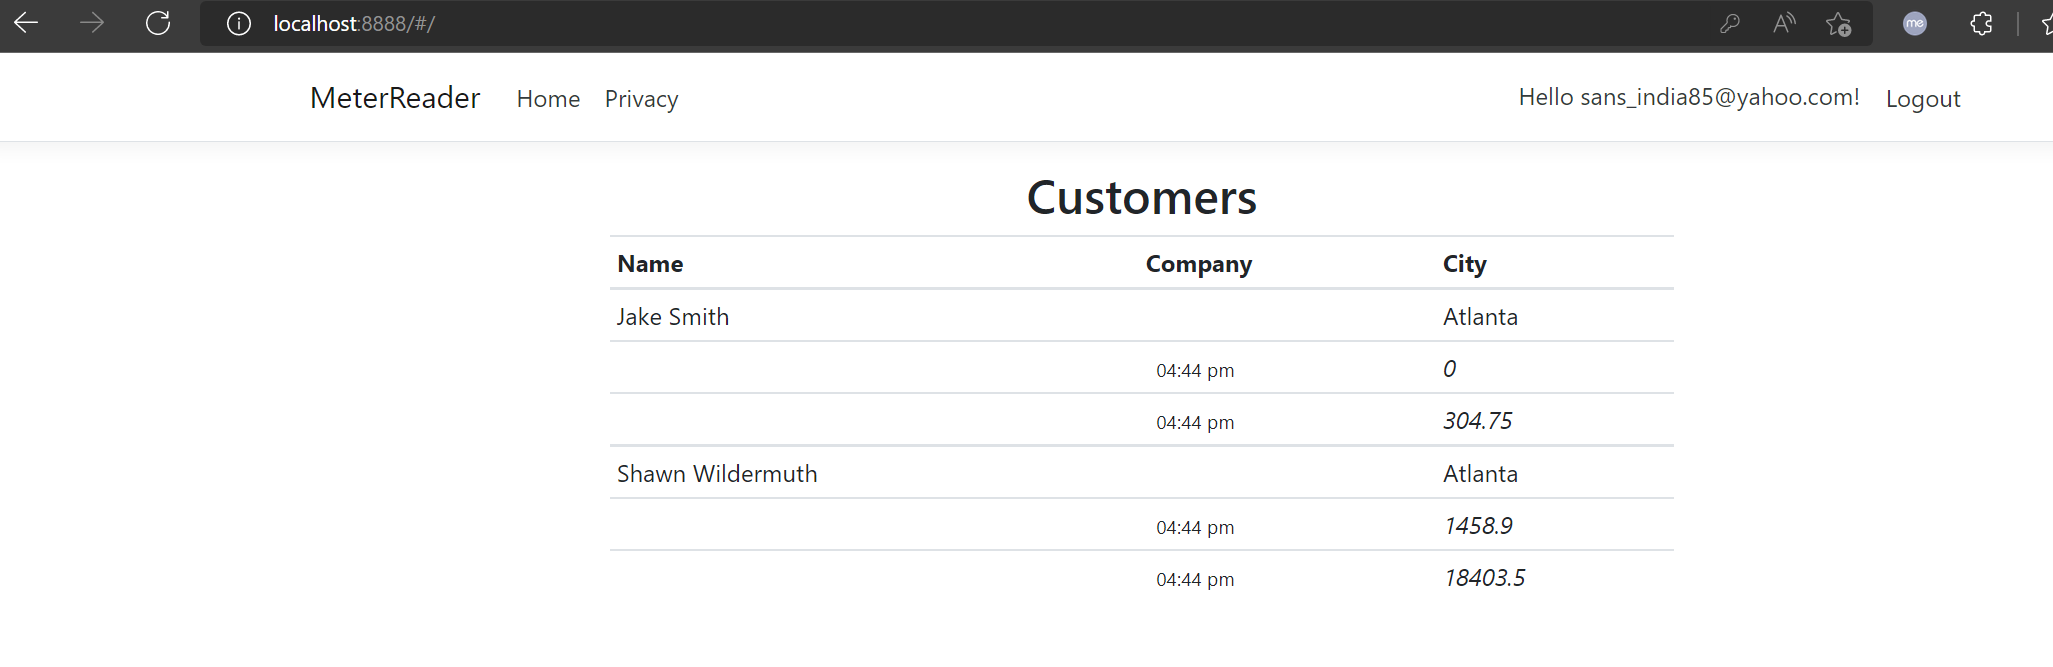 localhost:8888/#/
MeterReader Home Privacy Hello sans_india85@yahoo.com! Logout
Customers
Name Company City
Jake Smith Atlanta
04:44 pm 0
04:44 pm 304.75
Shawn Wildermuth Atlanta
04:44 pm 1458.9
04:44 pm 18403.5